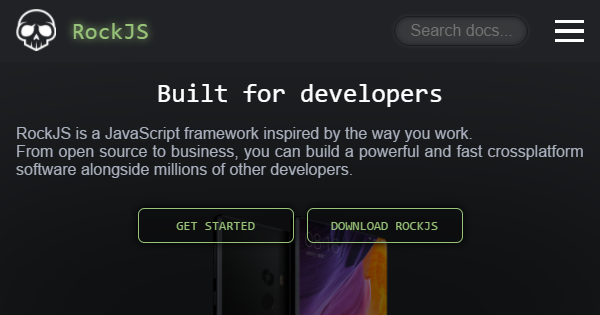 RockJS
Search docs...
Built for developers
RockJS is a JavaScript framework inspired by the way you work.
From open source to business, you can build a powerful and fast crossplatform
software alongside millions of other developers.
GET STARTED
DOWNLOAD ROCKJS